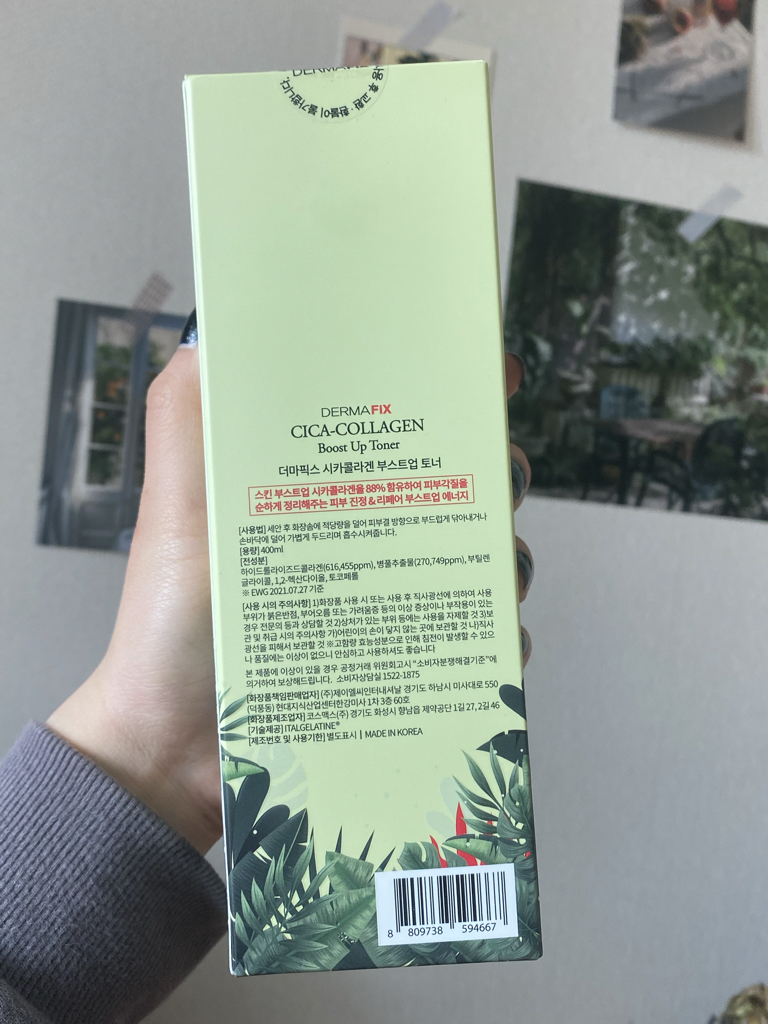 DERMAFIX
용 후 교환·환불이 불가합니다.
DERMAFIX
CICA-COLLAGEN
Boost Up Toner
더마픽스 시카콜라겐 부스트업 토너
스킨 부스트업 시카콜라겐을 88% 함유하여 피부각질을
순하게 정리해주는 피부 진정 & 리페어 부스트업 에너지
[사용법] 세안 후 화장솜에 적당량을 덜어 피부결 방향으로 부드럽게 닦아내거나
손바닥에 덜어 가볍게 두드리며 흡수시켜줍니다.
[용량] 400ml
[전성분]
하이드롤라이즈드콜라겐(616,455ppm), 병풀추출물(270,749ppm), 부틸렌
글라이콜, 1,2-헥산다이올, 토코페롤
※ EWG 2021.07.27 기준
[사용 시의 주의사항] 1)화장품 사용 시 또는 사용 후 직사광선에 의하여 사용
부위가 붉은반점, 부어오름 또는 가려움증 등의 이상 증상이나 부작용이 있는
경우 전문의 등과 상담할 것 2)상처가 있는 부위 등에는 사용을 자제할 것 3)보
관 및 취급 시의 주의사항 가)어린이의 손이 닿지 않는 곳에 보관할 것 나)직사
광선을 피해서 보관할 것 ※고함량 효능성분으로 인해 침전이 발생할 수 있으
나 품질에는 이상이 없으니 안심하고 사용하셔도 좋습니다
본 제품에 이상이 있을 경우 공정거래 위원회고시 "소비자분쟁해결기준"에
의거하여 보상해드립니다. 소비자상담실 1522-1875
[화장품책임판매업자] (주)제이엘씨인터내셔날 경기도 하남시 미사대로 550
(덕풍동) 현대지식산업센터한강미사 1차 3층 60호
[화장품제조업자] 코스맥스(주) 경기도 화성시 향남읍 제약공단 1길 27, 2길 46
[기술제공] ITALGELATINE®
[제조번호 및 사용기한] 별도표시 | MADE IN KOREA
8 809738 594667